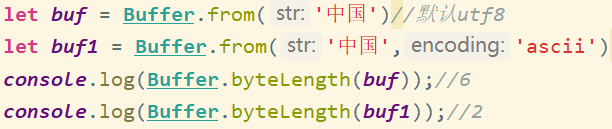 let buf = Buffer.from( str: '中国')//默认utf8
let buf1 = Buffer.from( str: '中国', encoding: 'ascii')
console.log(Buffer.byteLength(buf));//6
console.log(Buffer.byteLength(buf1));//2